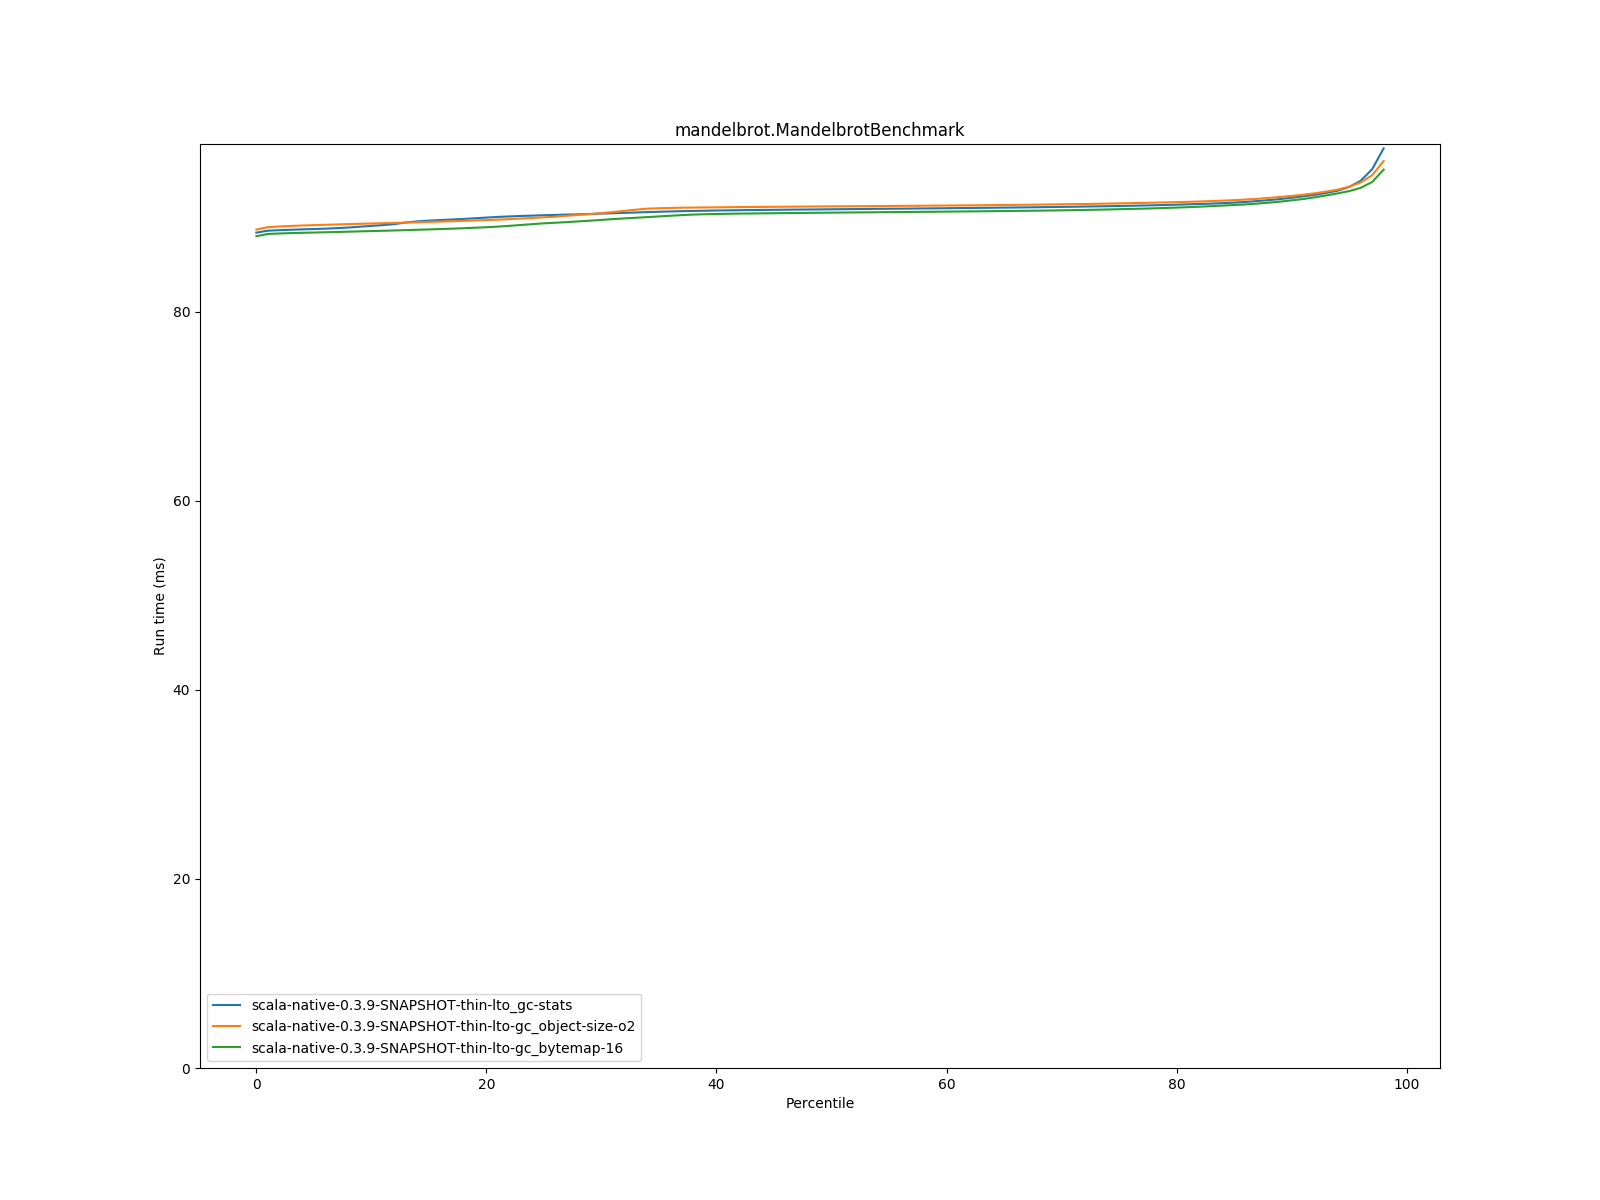 mandelbrot.MandelbrotBenchmark
Run time (ms)
80
60
40
20
0
scala-native-0.3.9-SNAPSHOT-thin-lto_gc-stats
scala-native-0.3.9-SNAPSHOT-thin-lto-gc_object-size-o2
scala-native-0.3.9-SNAPSHOT-thin-lto-gc_bytemap-16
0 20 40 60 80 100
Percentile